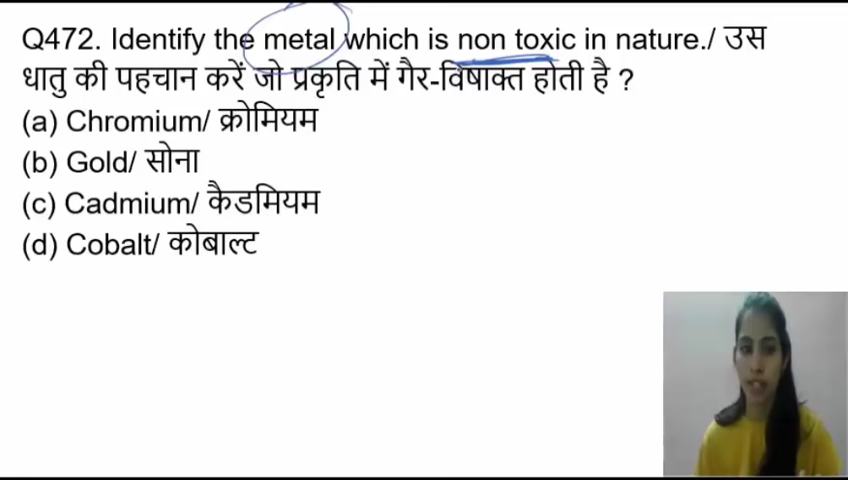 Q472. Identify the metal which is non toxic in nature./ उस
धातु की पहचान करें जो प्रकृति में गैर-विषाक्त होती है ?
(a) Chromium/ क्रोमियम
(b) Gold/ सोना
(c) Cadmium/ कैडमियम
(d) Cobalt/ कोबाल्ट